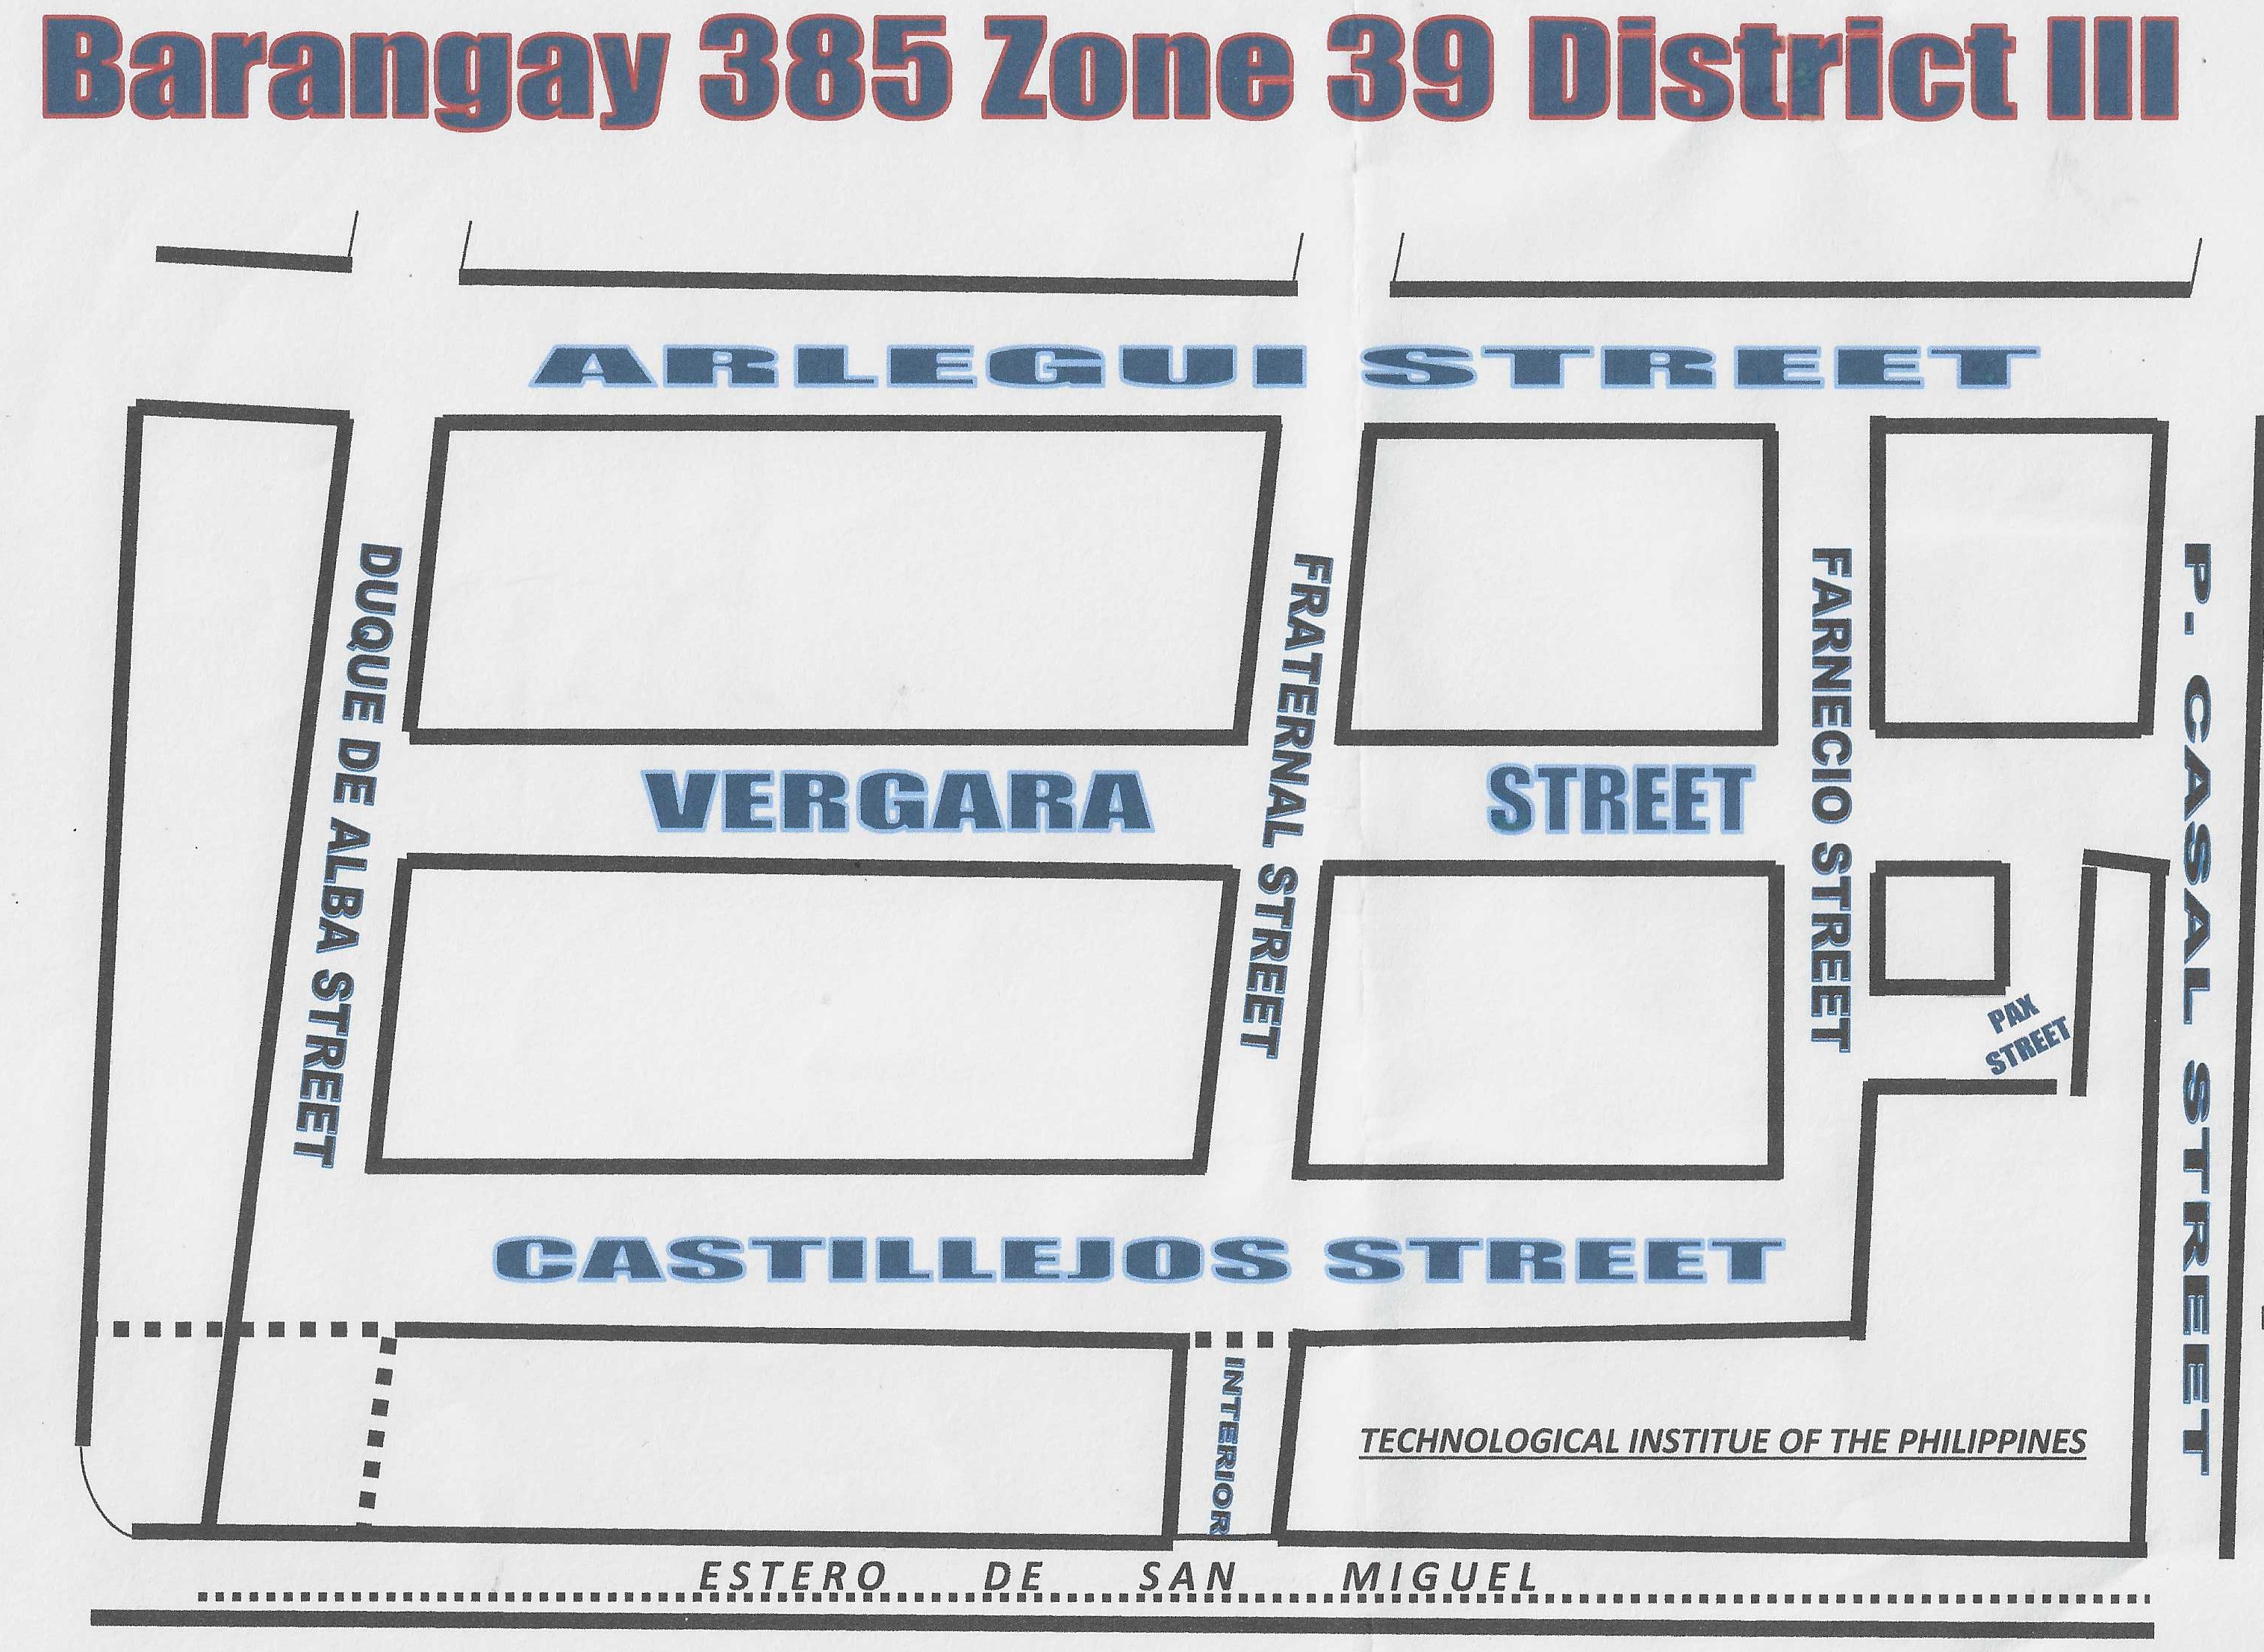 Barangay 385 Zone 39 District III
ARLEGUI STREET
DUQUE DE ALBA STREET
FRATERNAL STREET
FARNECIO STREET
P. CASAL STREET
VERGARA STREET
PAX
STREET
CASTILLEJOS STREET
INTERIOR
TECHNOLOGICAL INSTITUE OF THE PHILIPPINES
ESTERO DE SAN MIGUEL